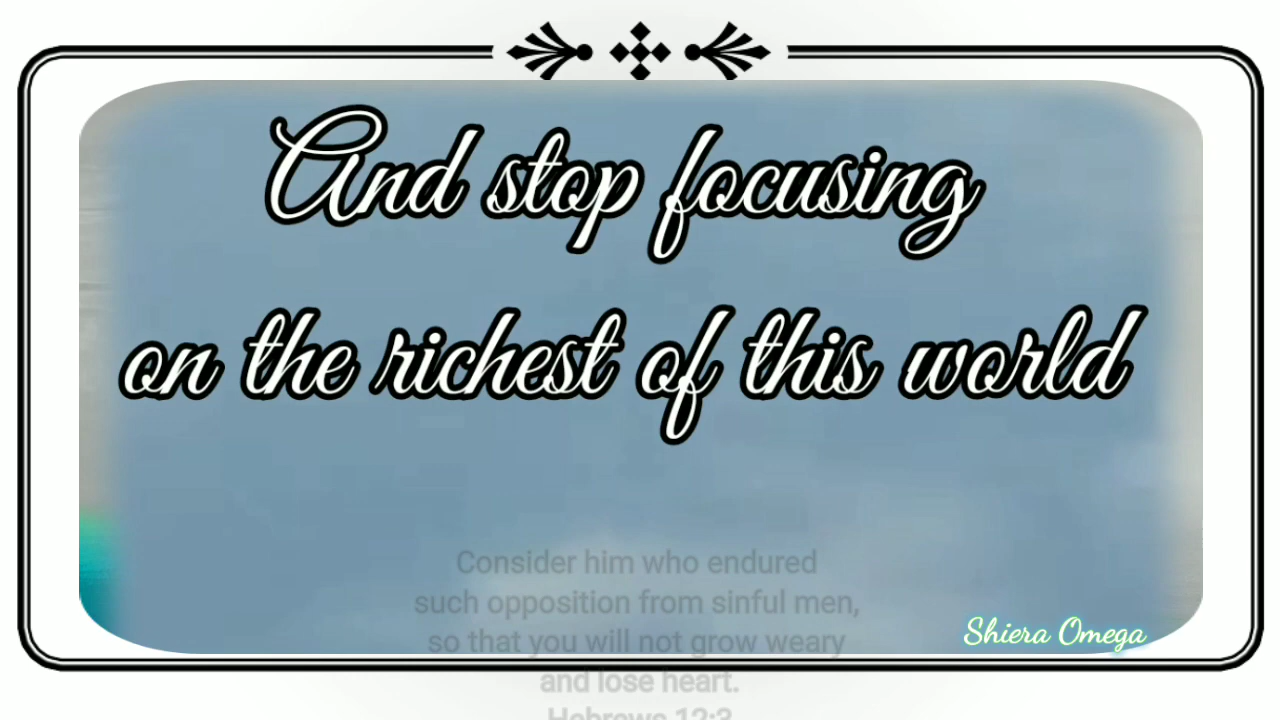 And stop focusing
on the richest of this world
Consider him who endured
such opposition from sinful men,
so that you will not grow weary
and lose heart.
Hebrews 12:3
Shiera Omega